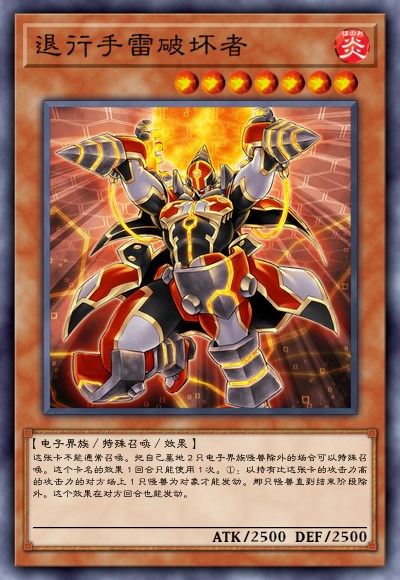 退行手雷破坏者
ほのお
炎
【电子界族/特殊召唤/效果】
这张卡不能通常召唤。把自己墓地2只电子界族怪兽除外的场合可以特殊召
唤。这个卡名的效果1回合只能使用1次。①：以持有比这张卡的攻击力高
的攻击力的对方场上1只怪兽为对象才能发动。那只怪兽直到结束阶段除
外。这个效果在对方回合也能发动。
ATK/2500 DEF/2500